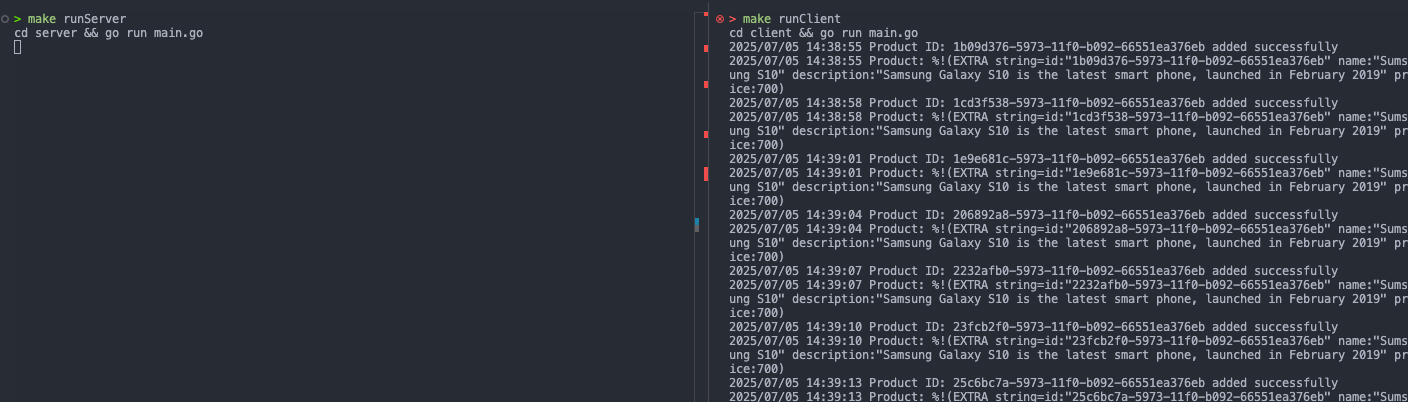 > make runServer
cd server && go run main.go
> make runClient
cd client && go run main.go
2025/07/05 14:38:55 Product ID: 1b09d376-5973-11f0-b092-66551ea376eb added successfully
2025/07/05 14:38:55 Product: %!(EXTRA string=id:"1b09d376-5973-11f0-b092-66551ea376eb" name:"Sums
ung S10" description:"Samsung Galaxy S10 is the latest smart phone, launched in February 2019" pr
ice:700)
2025/07/05 14:38:58 Product ID: 1cd3f538-5973-11f0-b092-66551ea376eb added successfully
2025/07/05 14:38:58 Product: %!(EXTRA string=id:"1cd3f538-5973-11f0-b092-66551ea376eb" name:"Sums
ung S10" description:"Samsung Galaxy S10 is the latest smart phone, launched in February 2019" pr
ice:700)
2025/07/05 14:39:01 Product ID: 1e9e681c-5973-11f0-b092-66551ea376eb added successfully
2025/07/05 14:39:01 Product: %!(EXTRA string=id:"1e9e681c-5973-11f0-b092-66551ea376eb" name:"Sums
ung S10" description:"Samsung Galaxy S10 is the latest smart phone, launched in February 2019" pr
ice:700)
2025/07/05 14:39:04 Product ID: 206892a8-5973-11f0-b092-66551ea376eb added successfully
2025/07/05 14:39:04 Product: %!(EXTRA string=id:"206892a8-5973-11f0-b092-66551ea376eb" name:"Sums
ung S10" description:"Samsung Galaxy S10 is the latest smart phone, launched in February 2019" pr
ice:700)
2025/07/05 14:39:07 Product ID: 2232afb0-5973-11f0-b092-66551ea376eb added successfully
2025/07/05 14:39:07 Product: %!(EXTRA string=id:"2232afb0-5973-11f0-b092-66551ea376eb" name:"Sums
ung S10" description:"Samsung Galaxy S10 is the latest smart phone, launched in February 2019" pr
ice:700)
2025/07/05 14:39:10 Product ID: 23fcb2f0-5973-11f0-b092-66551ea376eb added successfully
2025/07/05 14:39:10 Product: %!(EXTRA string=id:"23fcb2f0-5973-11f0-b092-66551ea376eb" name:"Sums
ung S10" description:"Samsung Galaxy S10 is the latest smart phone, launched in February 2019" pr
ice:700)
2025/07/05 14:39:13 Product ID: 25c6bc7a-5973-11f0-b092-66551ea376eb added successfully
2025/07/05 14:39:13 Product: %!(EXTRA string=id:"25c6bc7a-5973-11f0-b092-66551ea376eb" name:"Sums